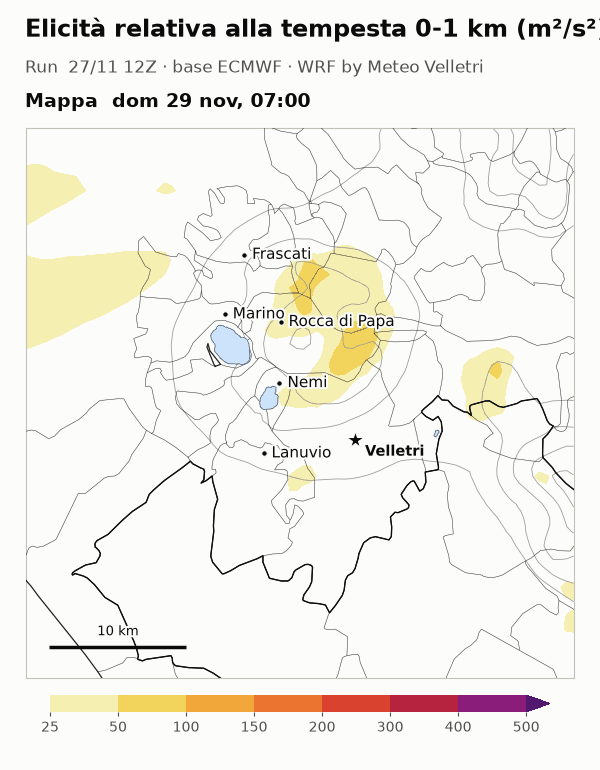 Elicità relativa alla tempesta 0-1 km (m²/s²)
Run 27/11 12Z · base ECMWF · WRF by Meteo Velletri
Mappa dom 29 nov, 07:00
Frascati
Marino
Rocca di Papa
Nemi
Velletri
Lanuvio
10 km
25 50 100 150 200 300 400 500